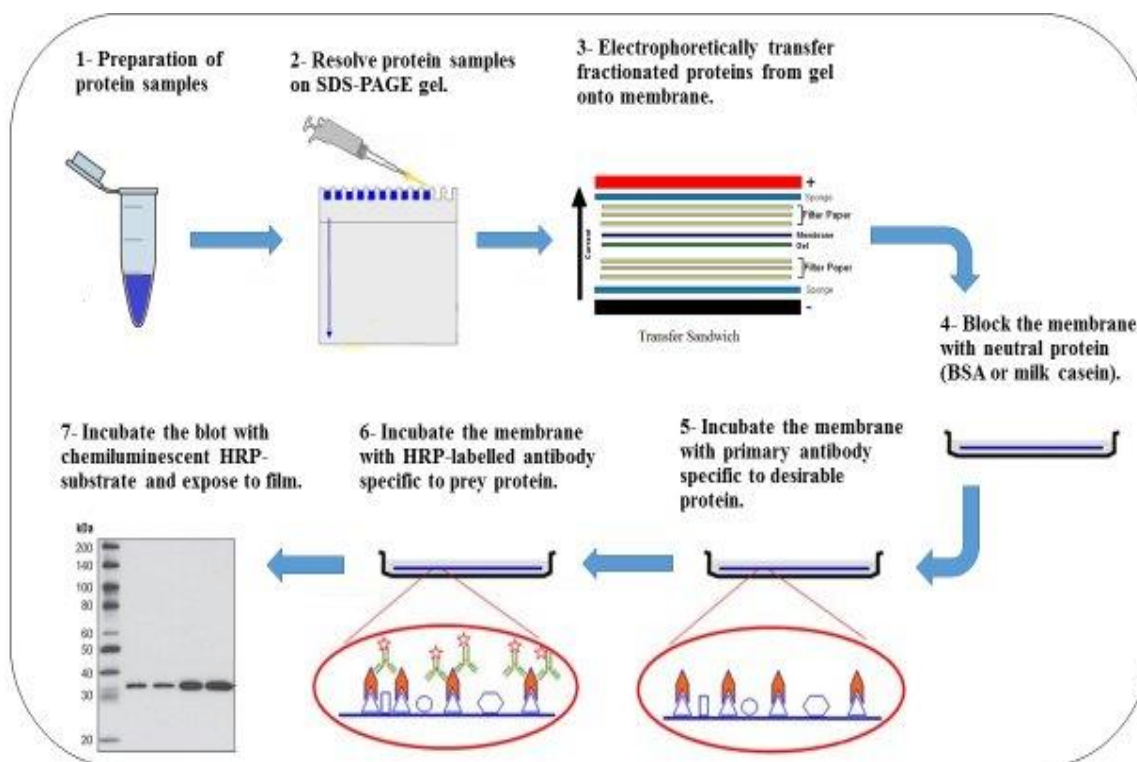 1- Preparation of
protein samples
2- Resolve protein samples
on SDS-PAGE gel.
3- Electrophoretically transfer
fractionated proteins from gel
onto membrane.
+
Sponge
Filter Paper
Membrane
Gel
Filter Paper
Sponge
-
Current
Transfer Sandwich
4- Block the membrane
with neutral protein
(BSA or milk casein).
5- Incubate the membrane
with primary antibody
specific to desirable
protein.
6- Incubate the membrane
with HRP-labelled antibody
specific to prey protein.
7- Incubate the blot with
chemiluminescent HRP-
substrate and expose to film.
kDa
200
140
100
80
60
50
40
30
20